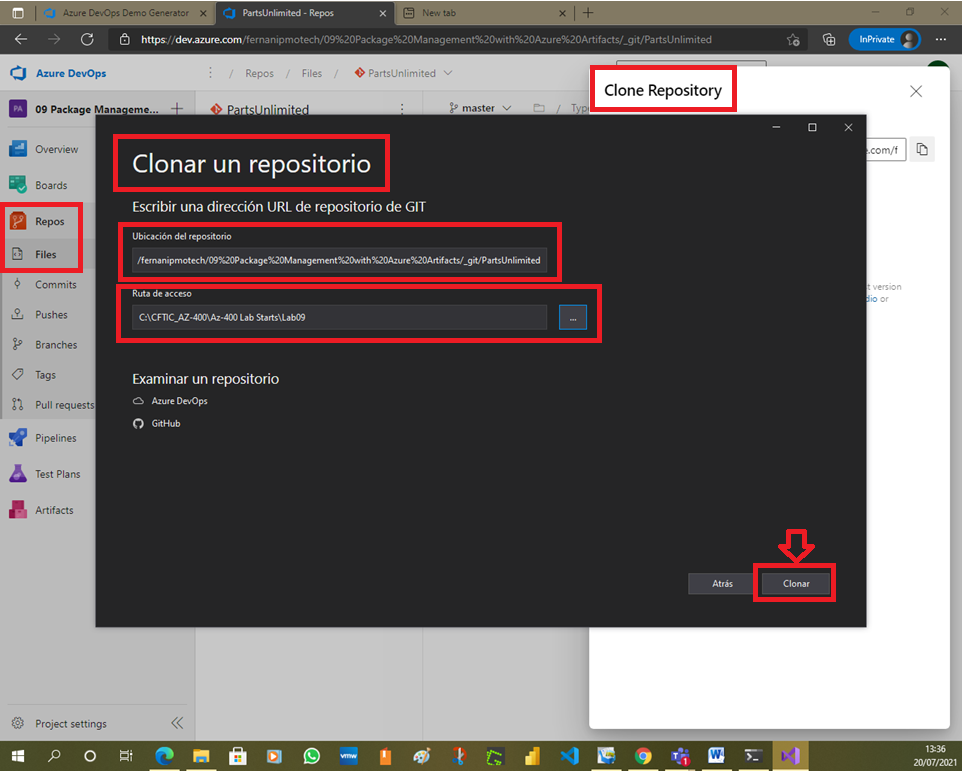 Azure DevOps Demo Generator
PartsUnlimited - Repos
New tab
https://dev.azure.com/fernanipmotech/09%20Package%20Management%20with%20Azure%20Artifacts/_git/PartsUnlimited
InPrivate
Azure DevOps
/ Repos / Files / PartsUnlimited
Clone Repository
PA
09 Package Manageme...
PartsUnlimited
master
/ Typ
Overview
Boards
Repos
Files
Commits
Pushes
Branches
Tags
Pull requests
Pipelines
Test Plans
Artifacts
Project settings
Clonar un repositorio
Escribir una dirección URL de repositorio de GIT
Ubicación del repositorio
/fernanipmotech/09%20Package%20Management%20with%20Azure%20Artifacts/_git/PartsUnlimited
Ruta de acceso
C:\CFTIC_AZ-400\Az-400 Lab Starts\Lab09
...
Examinar un repositorio
Azure DevOps
GitHub
Atrás
Clonar
e.com/f
t version
dio or
vmw
13:36
20/07/2021